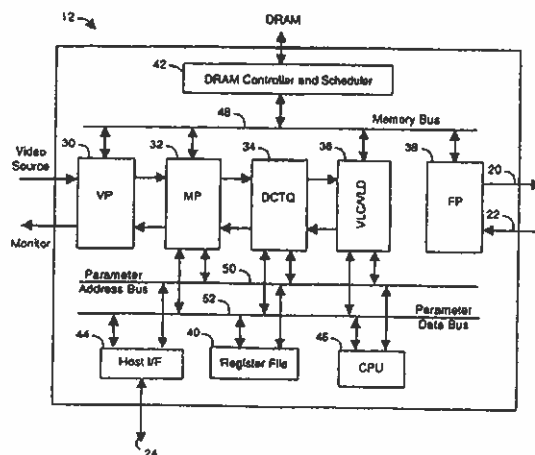 12
DRAM
42
DRAM Controller and Scheduler
48
Memory Bus
Video Source
30
32
34
36
38
VP
MP
DCTQ
VLC/VLD
FP
20
22
Monitor
Parameter Address Bus
50
52
Parameter Data Bus
44
Host I/F
40
Register File
46
CPU
24